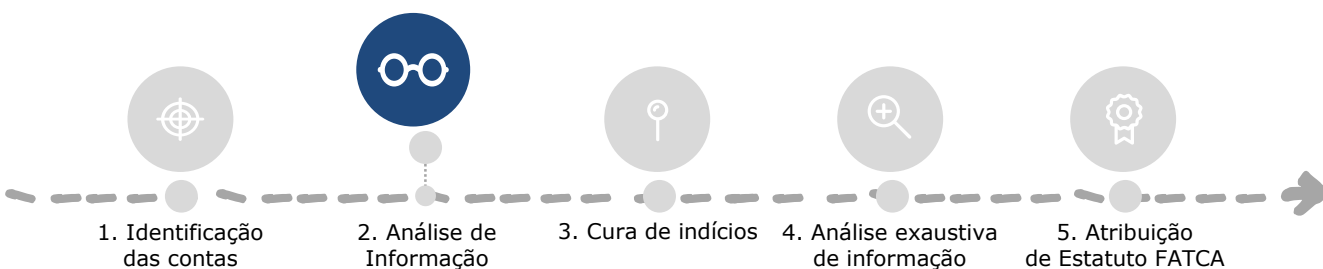 1. Identificação
das contas
2. Análise de
Informação
3. Cura de indícios
4. Análise exaustiva
de informação
5. Atribuição
de Estatuto FATCA